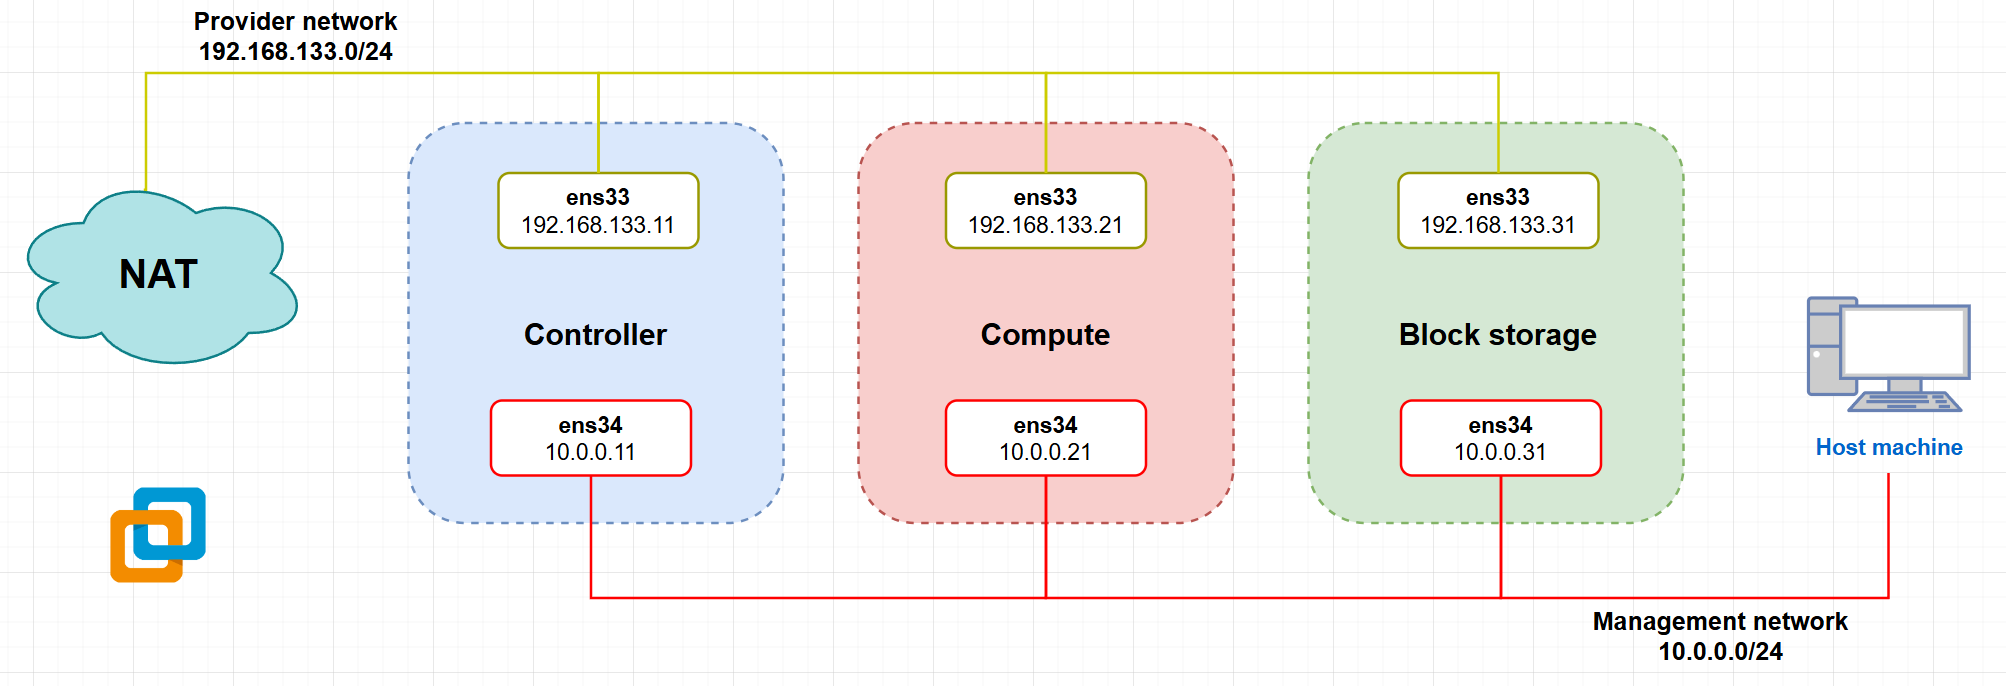 Provider network
192.168.133.0/24
ens33
192.168.133.11
ens33
192.168.133.21
ens33
192.168.133.31
NAT
Controller
Compute
Block storage
ens34
10.0.0.11
ens34
10.0.0.21
ens34
10.0.0.31
Host machine
Management network
10.0.0.0/24